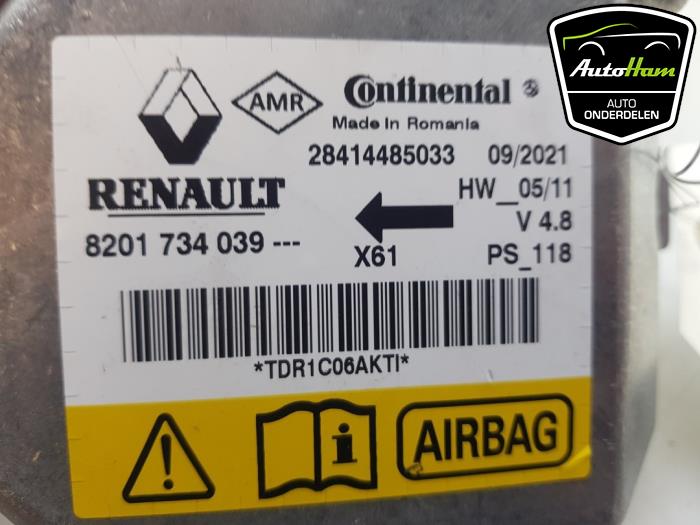 AutoHam
AUTO
ONDERDELEN
AMR
Continental
Made in Romania
28414485033 09/2021
RENAULT
HW__05/11
V 4.8
8201 734 039 ---
X61
PS_118
*TDR1C06AKTI*
AIRBAG